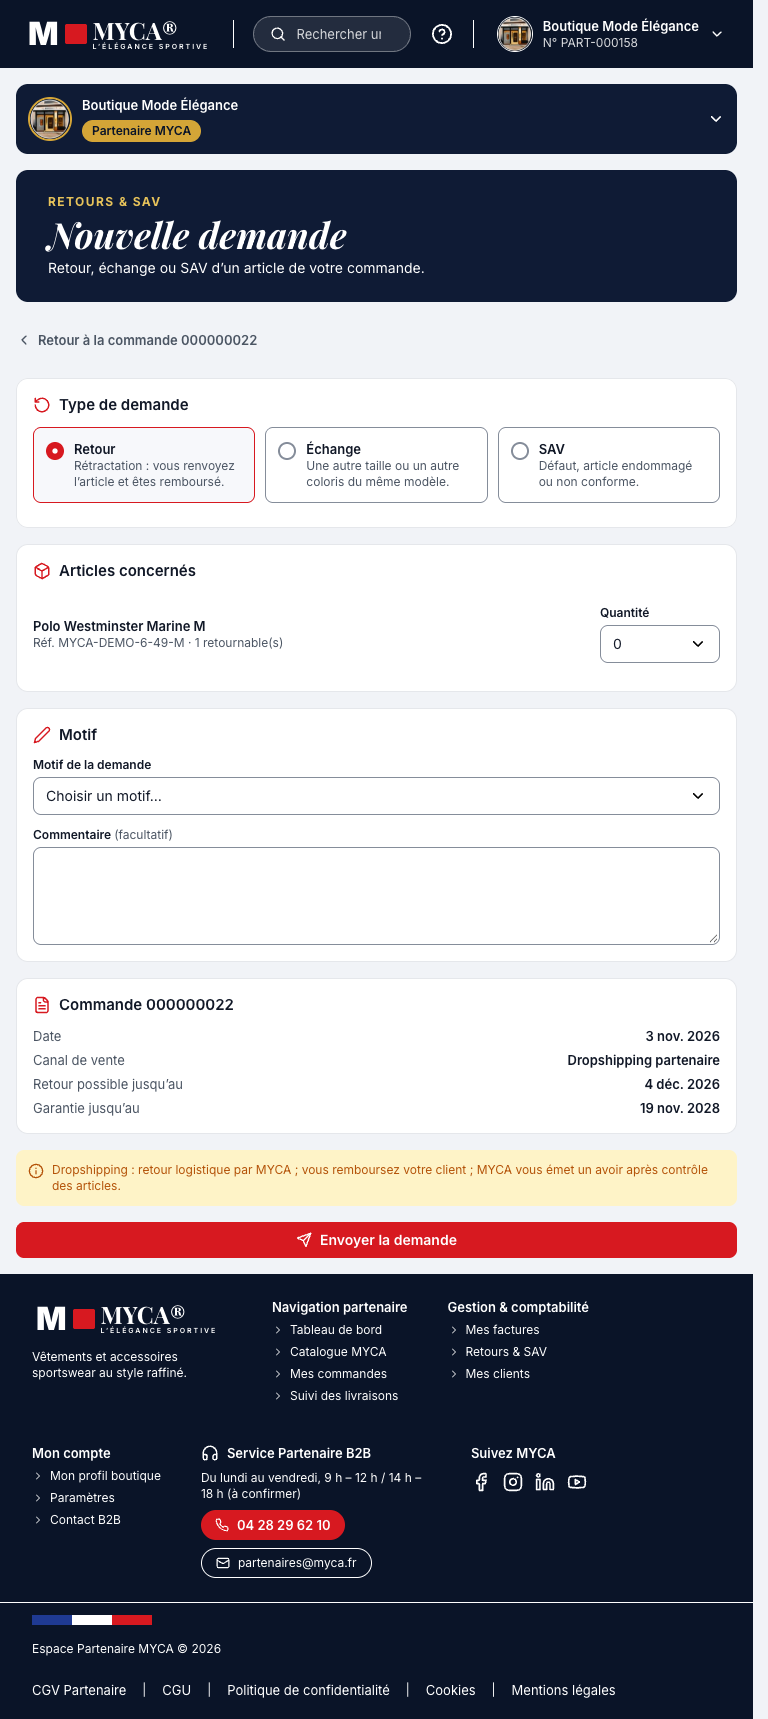 M MYCA®
L'ÉLÉGANCE SPORTIVE
Rechercher
Boutique Mode Élégance
N° PART-000158
Boutique Mode Élégance
Partenaire MYCA
RETOURS & SAV
Nouvelle demande
Retour, échange ou SAV d’un article de votre commande.
Retour à la commande 000000022
Type de demande
Retour
Rétractation : vous renvoyez
l’article et êtes remboursé.
Échange
Une autre taille ou un autre
coloris du même modèle.
SAV
Défaut, article endommagé
ou non conforme.
Articles concernés
Polo Westminster Marine M
Réf. MYCA-DEMO-6-49-M · 1 retournable(s)
Quantité
0
Motif
Motif de la demande
Choisir un motif...
Commentaire (facultatif)
Commande 000000022
Date 3 nov. 2026
Canal de vente Dropshipping partenaire
Retour possible jusqu’au 4 déc. 2026
Garantie jusqu’au 19 nov. 2028
Dropshipping : retour logistique par MYCA ; vous remboursez votre client ; MYCA vous émet un avoir après contrôle
des articles.
Envoyer la demande
M MYCA®
L'ÉLÉGANCE SPORTIVE
Vêtements et accessoires
sportswear au style raffiné.
Navigation partenaire
Tableau de bord
Catalogue MYCA
Mes commandes
Suivi des livraisons
Gestion & comptabilité
Mes factures
Retours & SAV
Mes clients
Mon compte
Mon profil boutique
Paramètres
Contact B2B
Service Partenaire B2B
Du lundi au vendredi, 9 h – 12 h / 14 –
18 h (à confirmer)
04 28 29 62 10
partenaires@myca.fr
Suivez MYCA
Espace Partenaire MYCA © 2026
CGV Partenaire | CGU | Politique de confidentialité | Cookies | Mentions légales